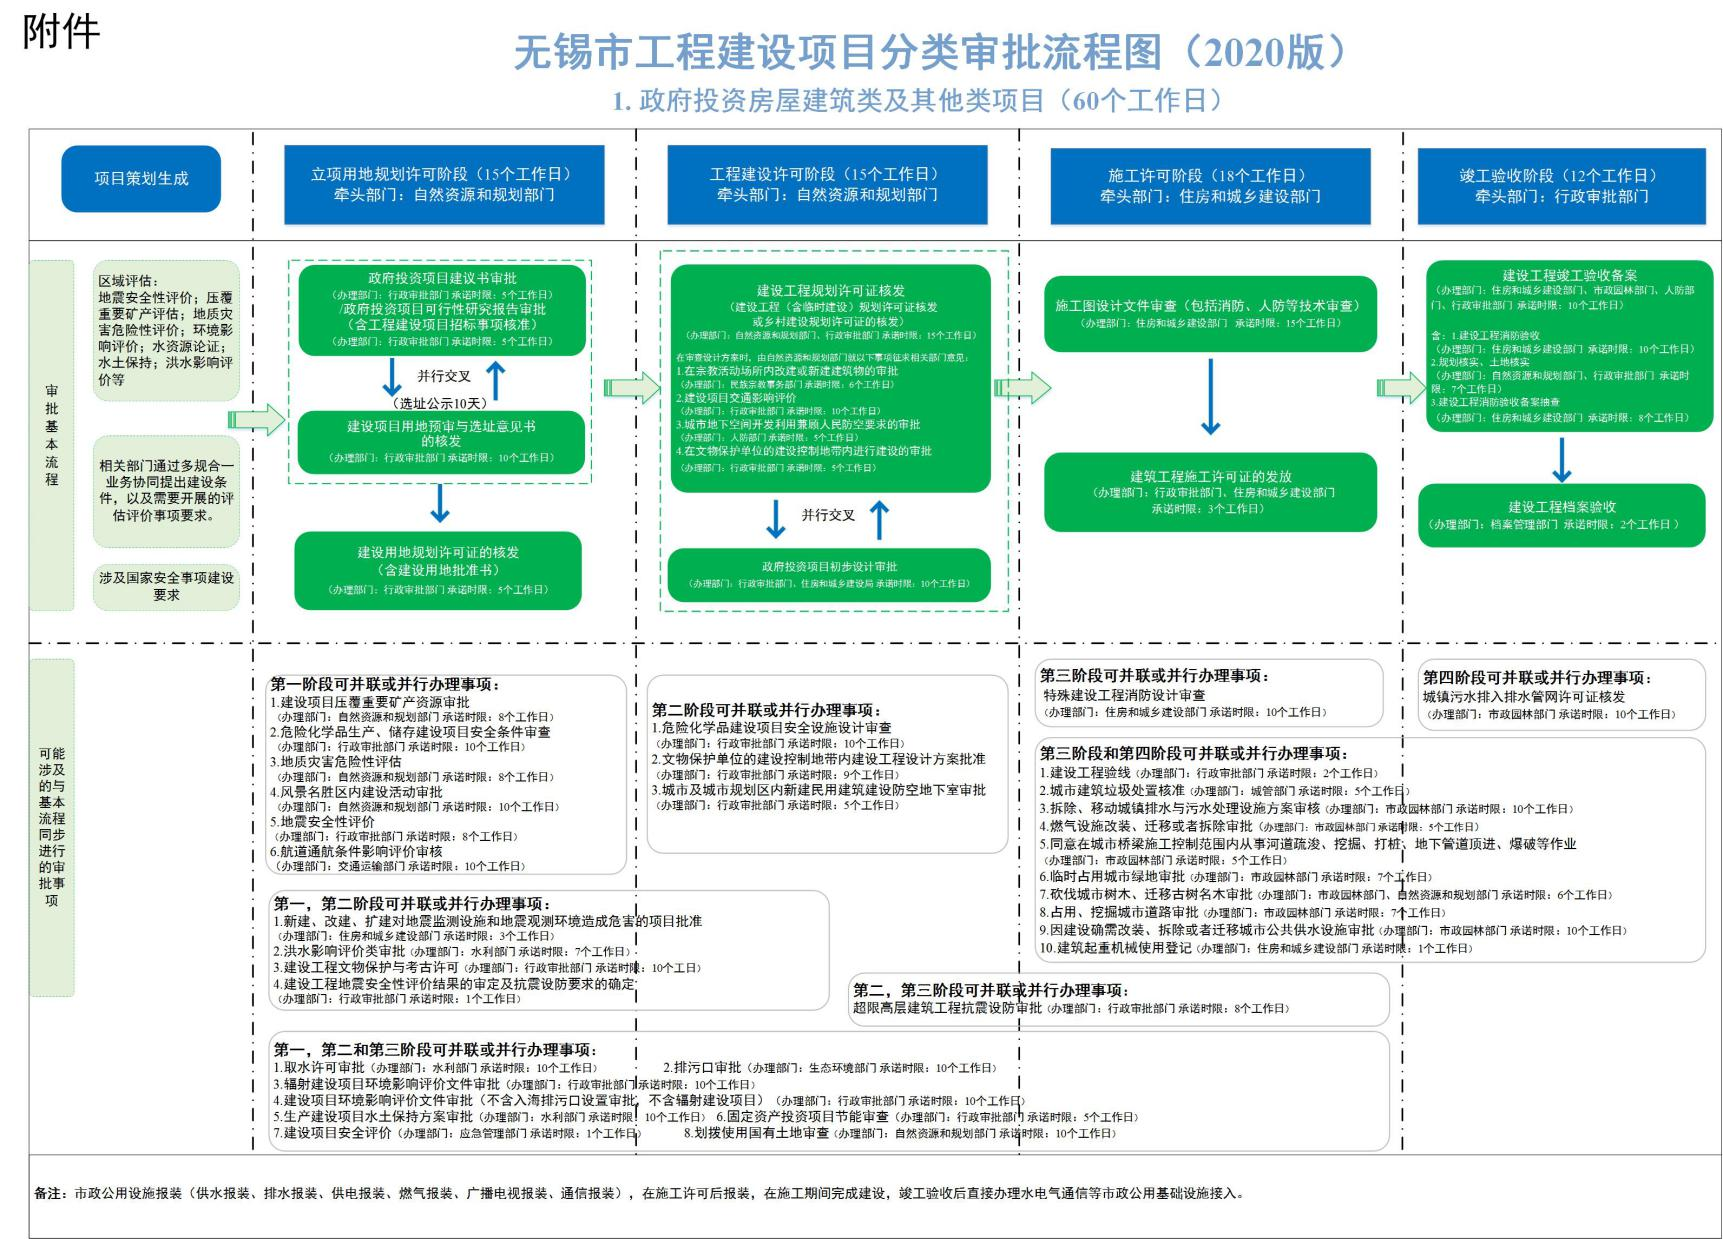 附件
无锡市工程建设项目分类审批流程图（2020版）
1. 政府投资房屋建筑类及其他类项目（60个工作日）
项目策划生成
立项用地规划许可阶段（15个工作日）
牵头部门：自然资源和规划部门
工程建设许可阶段（15个工作日）
牵头部门：自然资源和规划部门
施工许可阶段（18个工作日）
牵头部门：住房和城乡建设部门
竣工验收阶段（12个工作日）
牵头部门：行政审批部门
审
批
基
本
流
程
区域评估：
地震安全性评价；压覆
重要矿产评估；地质灾
害危险性评价；环境影
响评价；水资源论证；
水土保持；洪水影响评
价等
相关部门通过多规合一
业务协同提出建设条
件，以及需要开展的评
估评价事项要求。
涉及国家安全事项建设
要求
政府投资项目建议书审批
（办理部门：行政审批部门 承诺时限：5个工作日）
/政府投资项目可行性研究报告审批
（含工程建设项目招标事项核准）
（办理部门：行政审批部门 承诺时限：5个工作日）
并行交叉
（选址公示10天）
建设项目用地预审与选址意见书
的核发
（办理部门：行政审批部门 承诺时限：10个工作日）
建设用地规划许可证的核发
（含建设用地批准书）
（办理部门：行政审批部门 承诺时限：5个工作日）
建设工程规划许可证核发
（建设工程（含临时建设）规划许可证核发
或乡村建设规划许可证的核发）
（办理部门：自然资源和规划部门、行政审批部门 承诺时限：15个工作日）
在审查设计方案时，由自然资源和规划部门就以下事项征求相关部门意见：
1.在宗教活动场所内改建或新建建筑物的审批
（办理部门：民族宗教事务部门 承诺时限：6个工作日）
2.建设项目交通影响评价
（办理部门：行政审批部门 承诺时限：10个工作日）
3.城市地下空间开发利用兼顾人民防空要求的审批
（办理部门：人防部门 承诺时限：5个工作日）
4.在文物保护单位的建设控制地带内进行建设的审批
（办理部门：行政审批部门 承诺时限：5个工作日）
并行交叉
政府投资项目初步设计审批
（办理部门：行政审批部门、住房和城乡建设局 承诺时限：10个工作日）
施工图设计文件审查（包括消防、人防等技术审查）
（办理部门：住房和城乡建设部门 承诺时限：15个工作日）
建筑工程施工许可证的发放
（办理部门：行政审批部门、住房和城乡建设部门
承诺时限：3个工作日）
建设工程竣工验收备案
（办理部门：住房和城乡建设部门、市政园林部门、人防部
门、行政审批部门 承诺时限：10个工作日）
含：1.建设工程消防验收
（办理部门：住房和城乡建设部门 承诺时限：10个工作日）
2.规划核实、土地核实
（办理部门：自然资源和规划部门、行政审批部门 承诺时
限：7个工作日）
3.建设工程消防验收备案抽查
（办理部门：住房和城乡建设部门 承诺时限：8个工作日）
建设工程档案验收
（办理部门：档案管理部门 承诺时限：2个工作日 ）
可能
涉及
的与
基本
流程
同步
进行
的审
批事
项
第一阶段可并联或并行办理事项：
1.建设项目压覆重要矿产资源审批
（办理部门：自然资源和规划部门 承诺时限：8个工作日）
2.危险化学品生产、储存建设项目安全条件审查
（办理部门：行政审批部门 承诺时限：10个工作日）
3.地质灾害危险性评估
（办理部门：自然资源和规划部门 承诺时限：8个工作日）
4.风景名胜区内建设活动审批
（办理部门：自然资源和规划部门 承诺时限：10个工作日）
5.地震安全性评价
（办理部门：行政审批部门 承诺时限：8个工作日）
6.航道通航条件影响评价审核
（办理部门：交通运输部门 承诺时限：10个工作日）
第二阶段可并联或并行办理事项：
1.危险化学品建设项目安全设施设计审查
（办理部门：行政审批部门 承诺时限：10个工作日）
2.文物保护单位的建设控制地带内建设工程设计方案批准
（办理部门：行政审批部门 承诺时限：9个工作日）
3.城市及城市规划区内新建民用建筑建设防空地下室审批
（办理部门：行政审批部门 承诺时限：5个工作日）
第三阶段可并联或并行办理事项：
特殊建设工程消防设计审查
（办理部门：住房和城乡建设部门 承诺时限：10个工作日）
第四阶段可并联或并行办理事项：
城镇污水排入排水管网许可证核发
（办理部门：市政园林部门 承诺时限：10个工作日）
第三阶段和第四阶段可并联或并行办理事项：
1.建设工程验线（办理部门：行政审批部门 承诺时限：2个工作日）
2.城市建筑垃圾处置核准（办理部门：城管部门 承诺时限：5个工作日）
3.拆除、移动城镇排水与污水处理设施方案审核（办理部门：市政园林部门 承诺时限：10个工作日）
4.燃气设施改装、迁移或者拆除审批（办理部门：市政园林部门 承诺时限：5个工作日）
5.同意在城市桥梁施工控制范围内从事河道疏浚、挖掘、打桩、地下管道顶进、爆破等作业
（办理部门：市政园林部门 承诺时限：5个工作日）
6.临时占用城市绿地审批（办理部门：市政园林部门 承诺时限：7个工作日）
7.砍伐城市树木、迁移古树名木审批（办理部门：市政园林部门、自然资源和规划部门 承诺时限：6个工作日）
8.占用、挖掘城市道路审批（办理部门：市政园林部门 承诺时限：7个工作日）
9.因建设确需改装、拆除或者迁移城市公共供水设施审批（办理部门：市政园林部门 承诺时限：10个工作日）
10.建筑起重机械使用登记（办理部门：住房和城乡建设部门 承诺时限：1个工作日）
第一，第二阶段可并联或并行办理事项：
1.新建、改建、扩建对地震监测设施和地震观测环境造成危害的项目批准
（办理部门：住房和城乡建设部门 承诺时限：3个工作日）
2.洪水影响评价类审批（办理部门：水利部门 承诺时限：7个工作日）
3.建设工程文物保护与考古许可（办理部门：行政审批部门 承诺时限：10个工日）
4.建设工程地震安全性评价结果的审定及抗震设防要求的确定
（办理部门：行政审批部门 承诺时限：1个工作日）
第二，第三阶段可并联或并行办理事项：
超限高层建筑工程抗震设防审批（办理部门：行政审批部门 承诺时限：8个工作日）
第一，第二和第三阶段可并联或并行办理事项：
1.取水许可审批（办理部门：水利部门 承诺时限：10个工作日） 2.排污口审批（办理部门：生态环境部门 承诺时限：10个工作日）
3.辐射建设项目环境影响评价文件审批（办理部门：行政审批部门 承诺时限：10个工作日）
4.建设项目环境影响评价文件审批（不含入海排污口设置审批，不含辐射建设项目）（办理部门：行政审批部门 承诺时限：10个工作日）
5.生产建设项目水土保持方案审批（办理部门：水利部门 承诺时限：10个工作日） 6.固定资产投资项目节能审查（办理部门：行政审批部门 承诺时限：5个工作日）
7.建设项目安全评价（办理部门：应急管理部门 承诺时限：1个工作日） 8.划拨使用国有土地审查（办理部门：自然资源和规划部门 承诺时限：10个工作日）
备注：市政公用设施报装（供水报装、排水报装、供电报装、燃气报装、广播电视报装、通信报装），在施工许可后报装，在施工期间完成建设，竣工验收后直接办理水电气通信等市政公用基础设施接入。